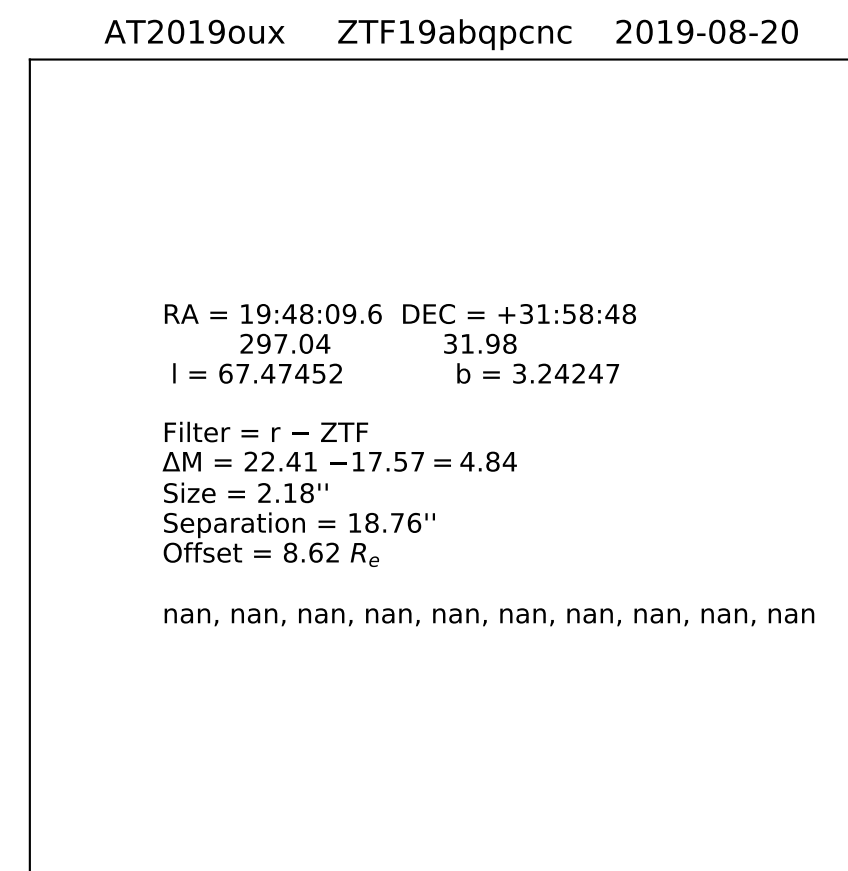 AT2019oux ZTF19abqpcnc 2019-08-20
RA = 19:48:09.6 DEC = +31:58:48
297.04 31.98
l = 67.47452 b = 3.24247
Filter = r − ZTF
ΔM = 22.41 −17.57 = 4.84
Size = 2.18''
Separation = 18.76''
Offset = 8.62 Re
nan, nan, nan, nan, nan, nan, nan, nan, nan, nan